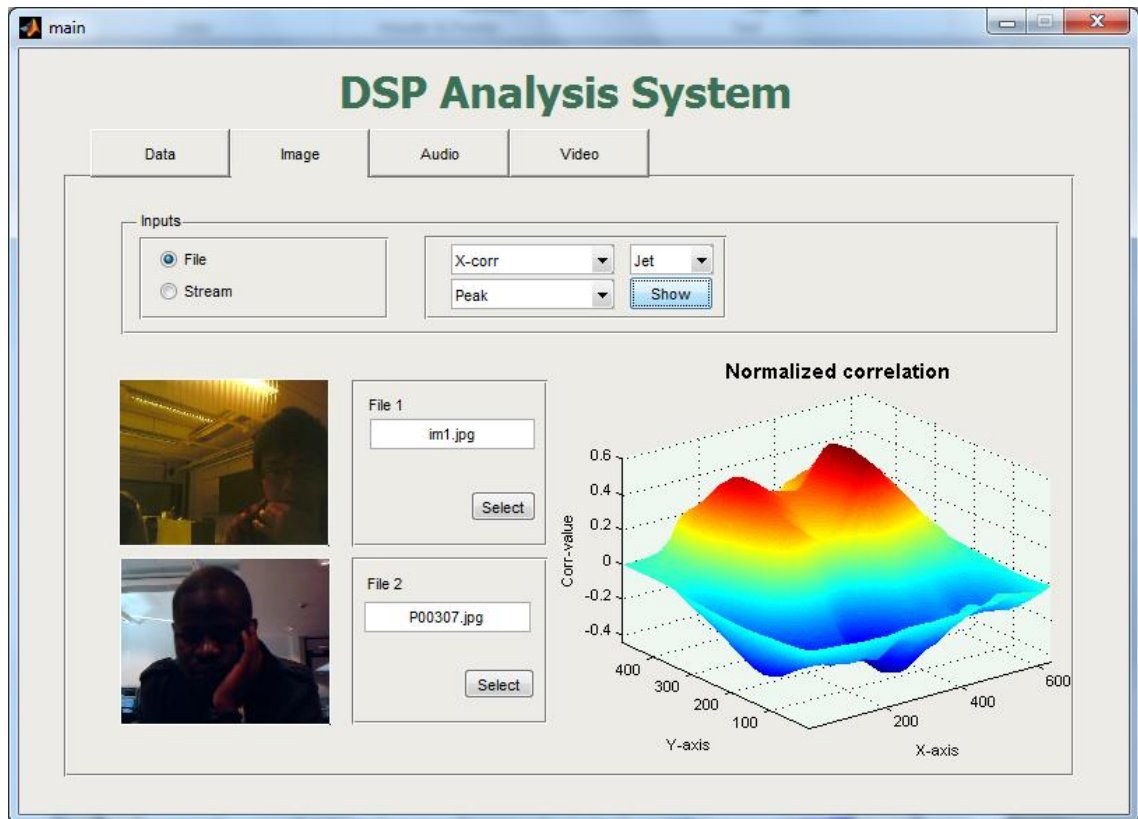 main
DSP Analysis System
Data Image Audio Video
Inputs
File
Stream
X-corr Jet
Peak Show
File 1
im1.jpg
Select
File 2
P00307.jpg
Select
Normalized correlation
0.6
0.4
0.2
0
-0.2
-0.4
Corr-value
400
300
200
100
Y-axis
200
400
600
X-axis